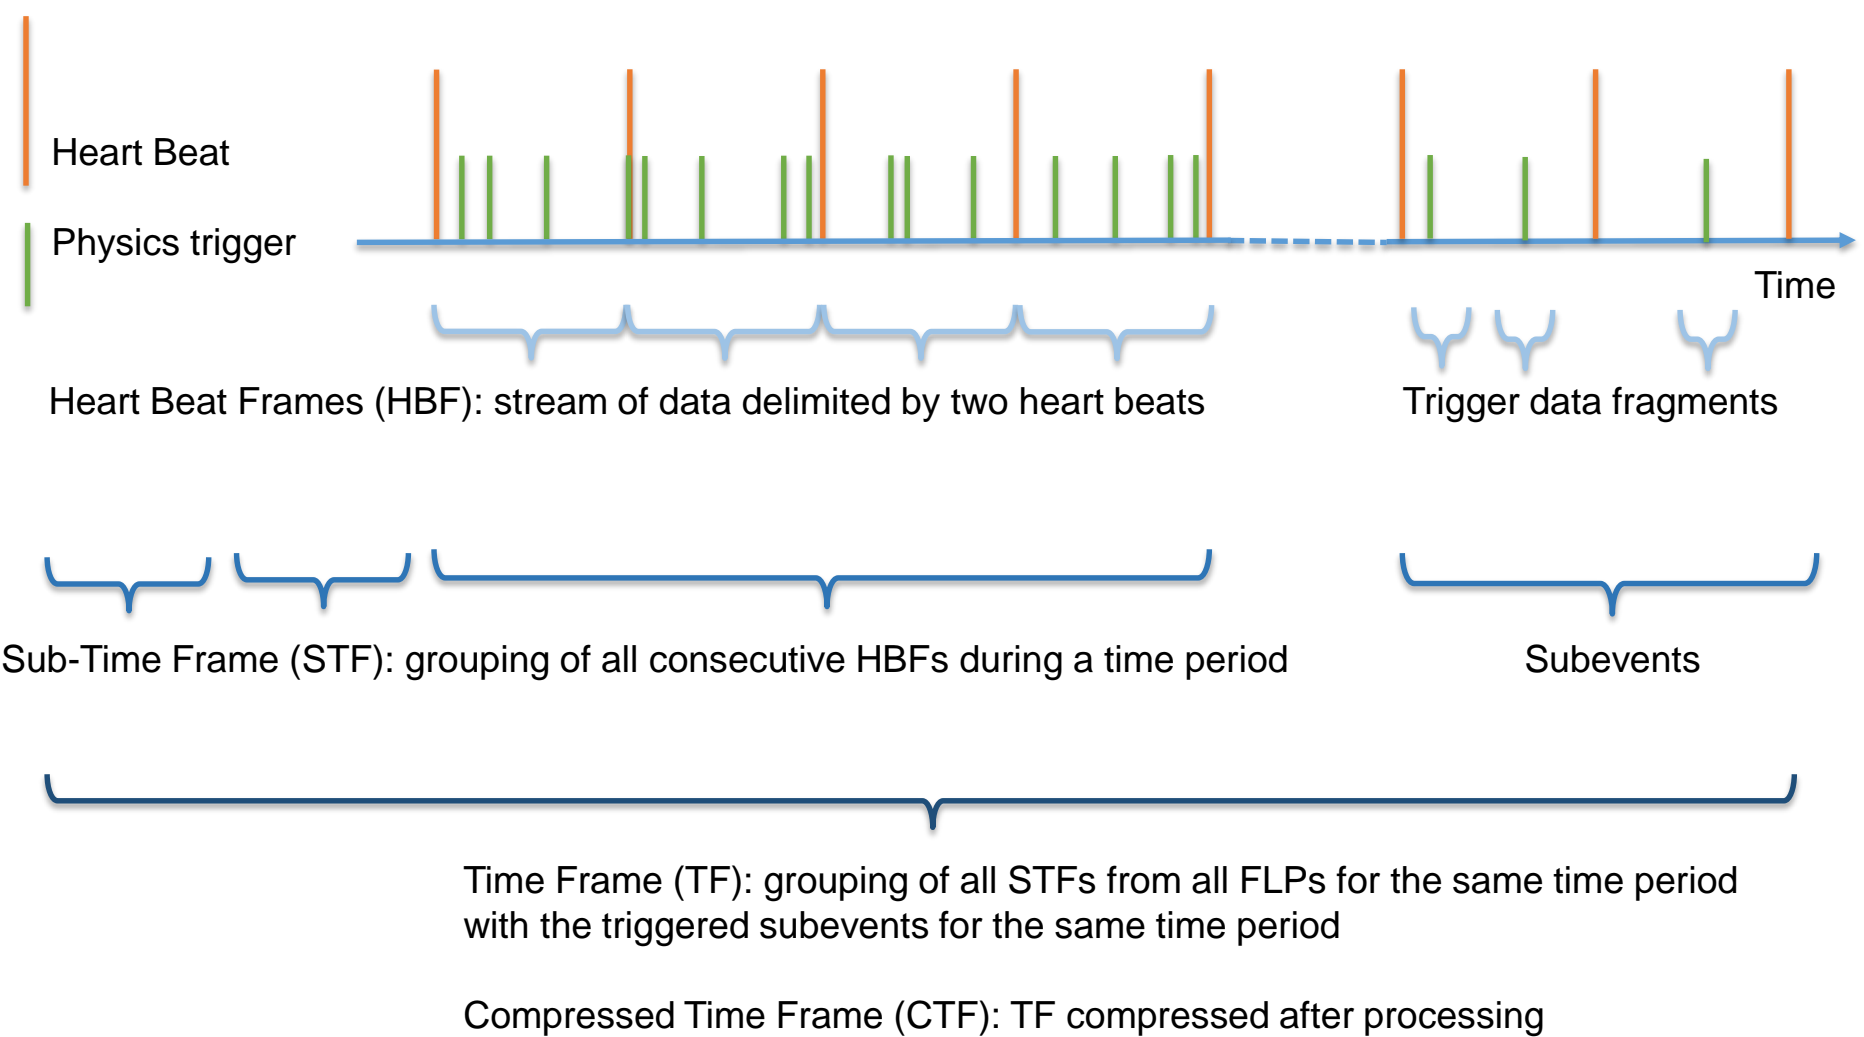 Heart Beat
Physics trigger
Time
Heart Beat Frames (HBF): stream of data delimited by two heart beats
Trigger data fragments
Sub-Time Frame (STF): grouping of all consecutive HBFs during a time period
Subevents
Time Frame (TF): grouping of all STFs from all FLPs for the same time period
with the triggered subevents for the same time period
Compressed Time Frame (CTF): TF compressed after processing